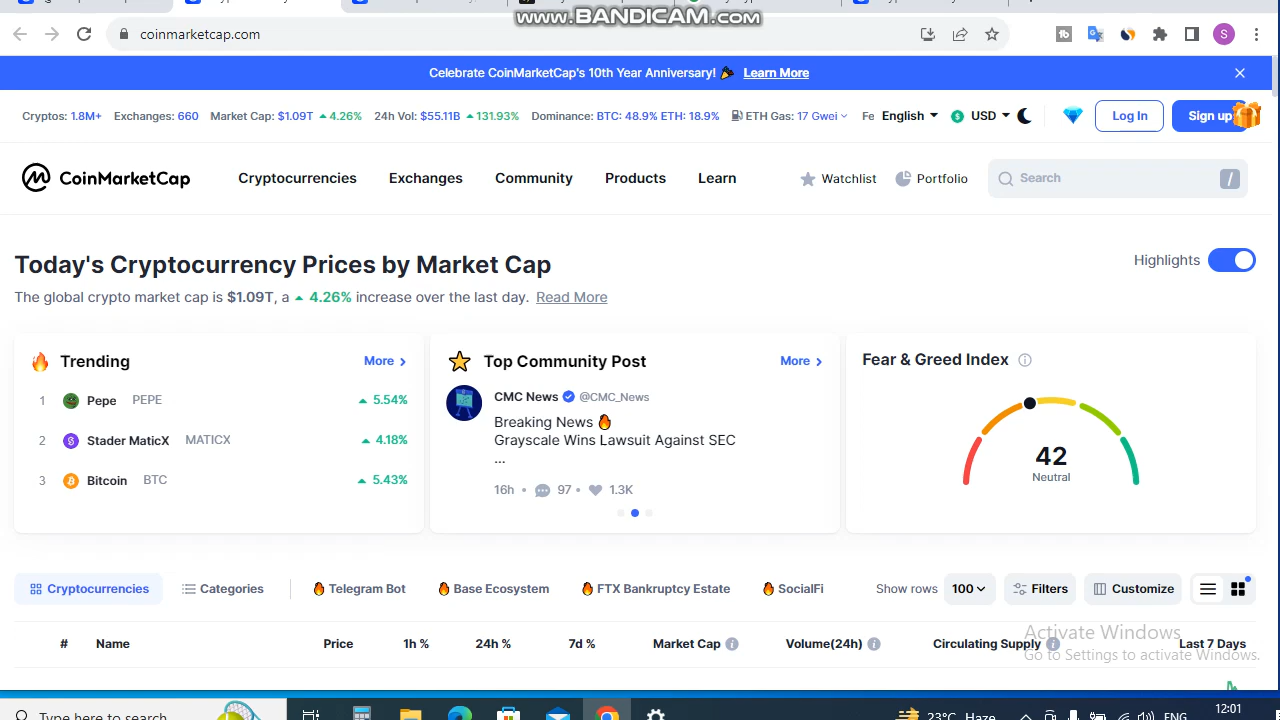 www.BANDICAM.com
coinmarketcap.com
S
Celebrate CoinMarketCap's 10th Year Anniversary! Learn More
Cryptos: 1.8M+ Exchanges: 660 Market Cap: $1.09T 4.26% 24h Vol: $55.11B 131.93% Dominance: BTC: 48.9% ETH: 18.9% ETH Gas: 17 Gwei Fe English USD Log In Sign up
CoinMarketCap Cryptocurrencies Exchanges Community Products Learn Watchlist Portfolio Search /
Today's Cryptocurrency Prices by Market Cap
Highlights
The global crypto market cap is $1.09T, a 4.26% increase over the last day. Read More
Trending More
1 Pepe PEPE 5.54%
2 Stader MaticX MATICX 4.18%
3 Bitcoin BTC 5.43%
Top Community Post More
CMC News @CMC_News
Breaking News
Grayscale Wins Lawsuit Against SEC
...
16h • 97 • 1.3K
Fear & Greed Index
42
Neutral
Cryptocurrencies Categories Telegram Bot Base Ecosystem FTX Bankruptcy Estate SocialFi Show rows 100 Filters Customize
# Name Price 1h % 24h % 7d % Market Cap Volume(24h) Circulating Supply Last 7 Days
Activate Windows
Go to Settings to activate Windows.
Type here to search
23°C Haze
ENG
12:01